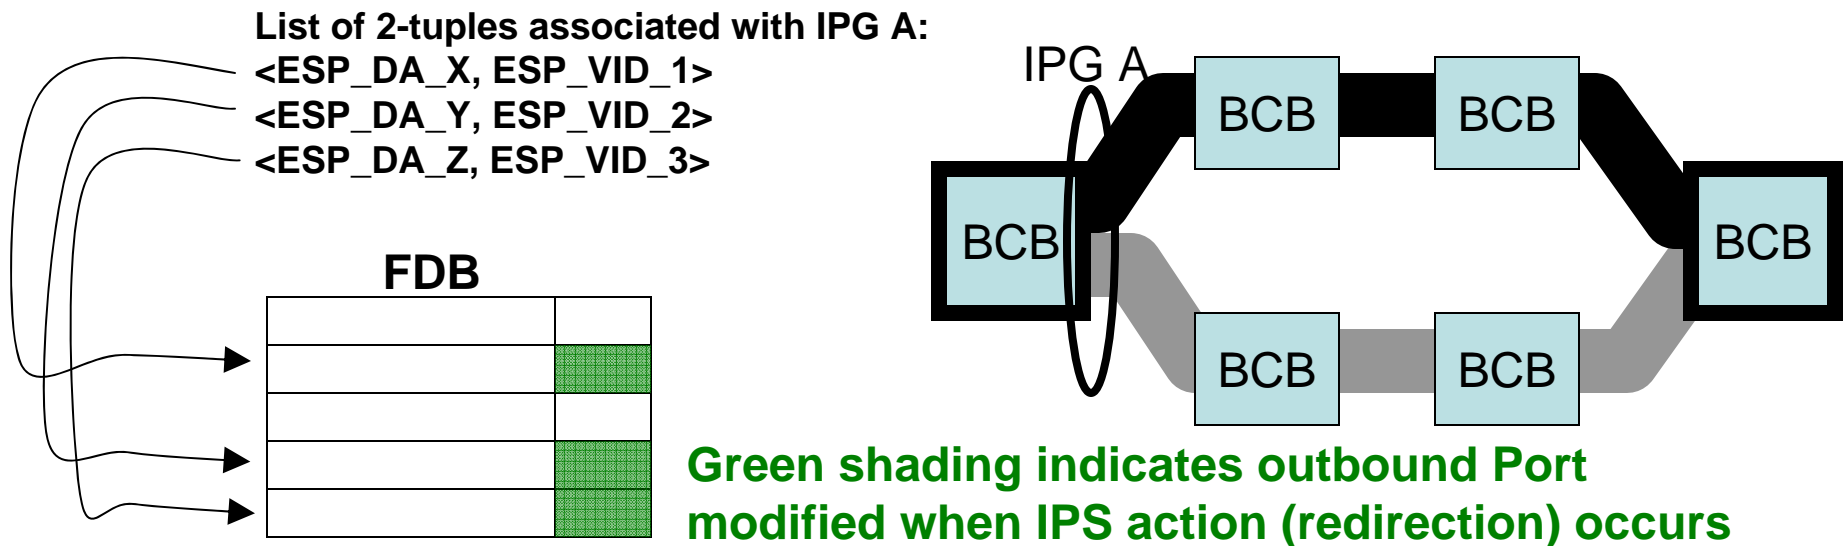 List of 2-tuples associated with IPG A:
<ESP_DA_X, ESP_VID_1>
<ESP_DA_Y, ESP_VID_2>
<ESP_DA_Z, ESP_VID_3>
IPG A
BCB
BCB
BCB
BCB
BCB
BCB
FDB
Green shading indicates outbound Port
modified when IPS action (redirection) occurs